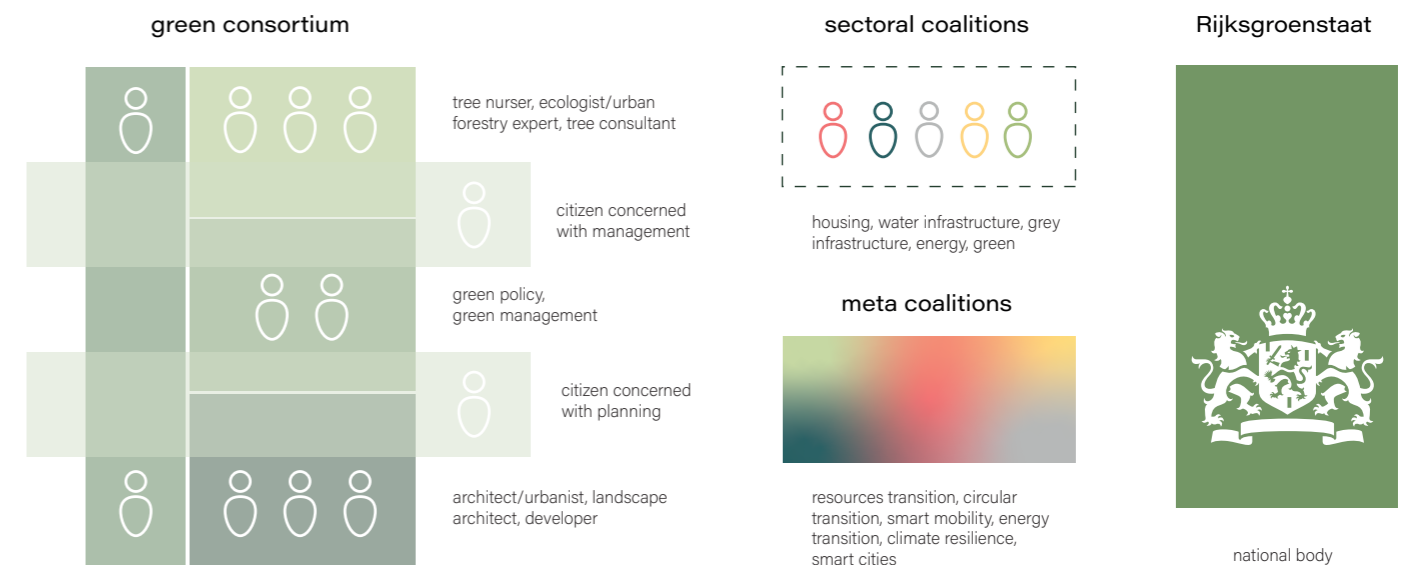 green consortium
tree nurser, ecologist/urban
forestry expert, tree consultant
citizen concerned
with management
green policy,
green management
citizen concerned
with planning
architect/urbanist, landscape
architect, developer
sectoral coalitions
housing, water infrastructure, grey
infrastructure, energy, green
meta coalitions
resources transition, circular
transition, smart mobility, energy
transition, climate resilience,
smart cities
Rijksgroenstaat
national body